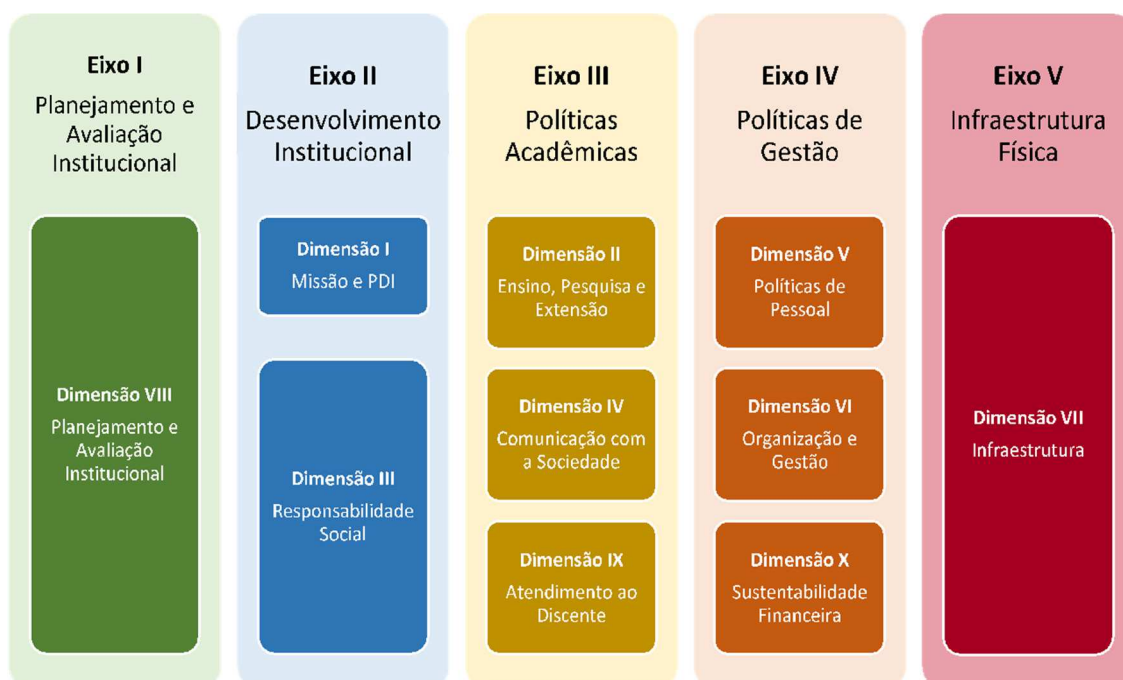 Eixo I
Planejamento e
Avaliação
Institucional
Dimensão VIII
Planejamento e
Avaliação
Institucional
Eixo II
Desenvolvimento
Institucional
Dimensão I
Missão e PDI
Dimensão III
Responsabilidade
Social
Eixo III
Políticas
Acadêmicas
Dimensão II
Ensino, Pesquisa e
Extensão
Dimensão IV
Comunicação com
a Sociedade
Dimensão IX
Atendimento ao
Discente
Eixo IV
Políticas de
Gestão
Dimensão V
Políticas de
Pessoal
Dimensão VI
Organização e
Gestão
Dimensão X
Sustentabilidade
Financeira
Eixo V
Infraestrutura
Física
Dimensão VII
Infraestrutura